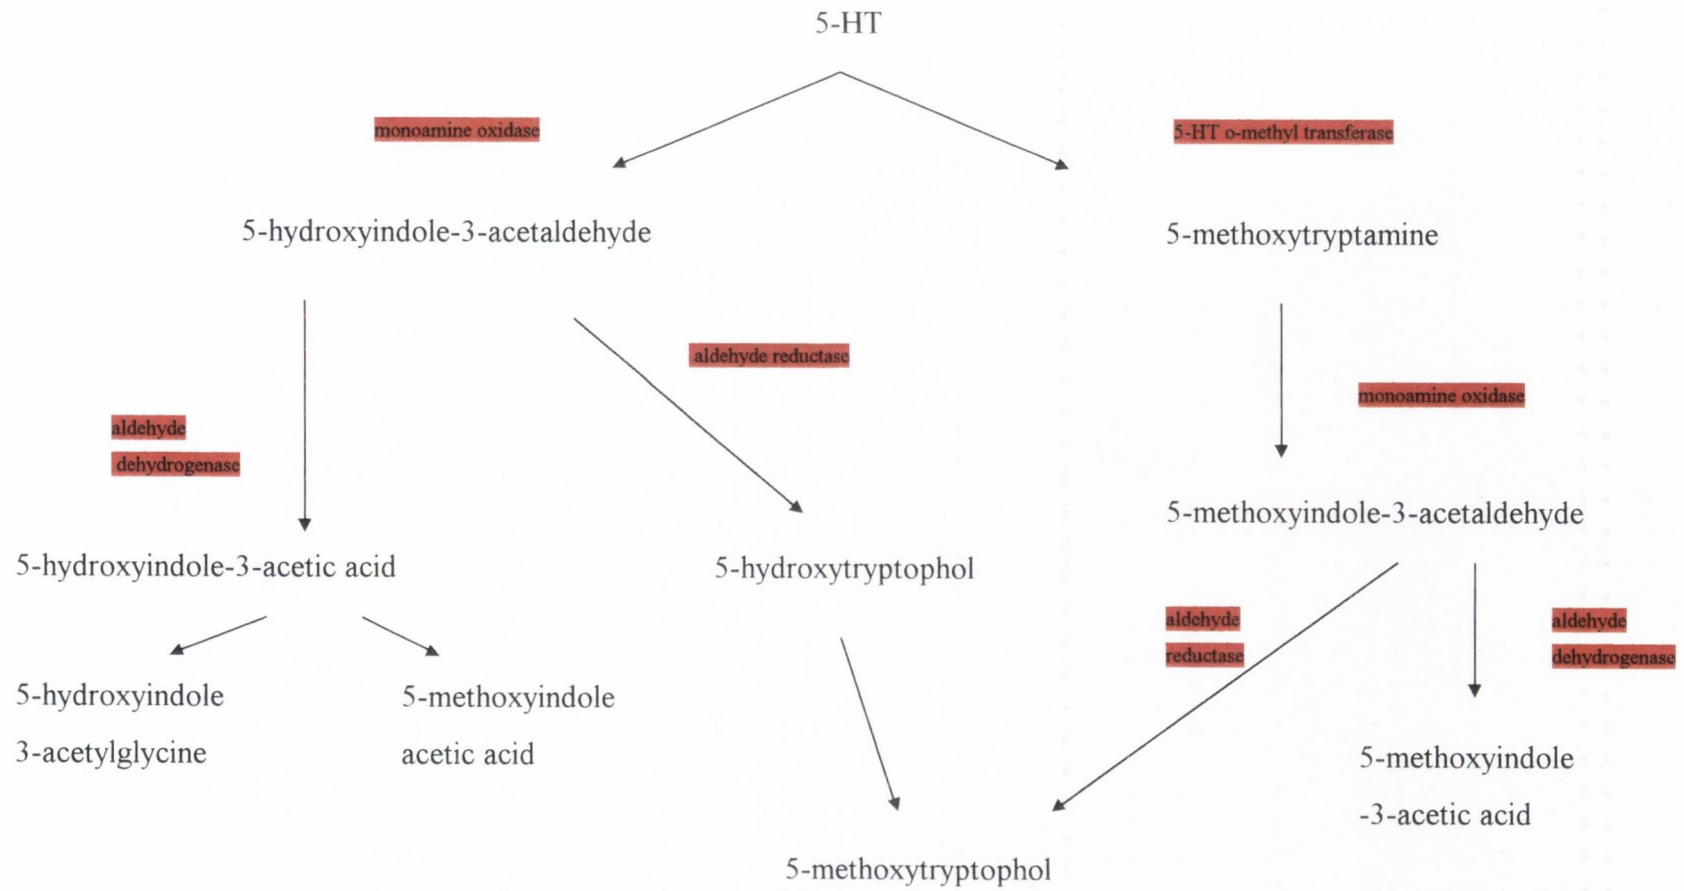 5-HT
monoamine oxidase
5-HT o-methyl transferase
5-hydroxyindole-3-acetaldehyde
5-methoxytryptamine
aldehyde reductase
monoamine oxidase
aldehyde
dehydrogenase
5-methoxyindole-3-acetaldehyde
5-hydroxyindole-3-acetic acid
5-hydroxytryptophol
aldehyde
reductase
aldehyde
dehydrogenase
5-hydroxyindole
3-acetylglycine
5-methoxyindole
acetic acid
5-methoxyindole
-3-acetic acid
5-methoxytryptophol